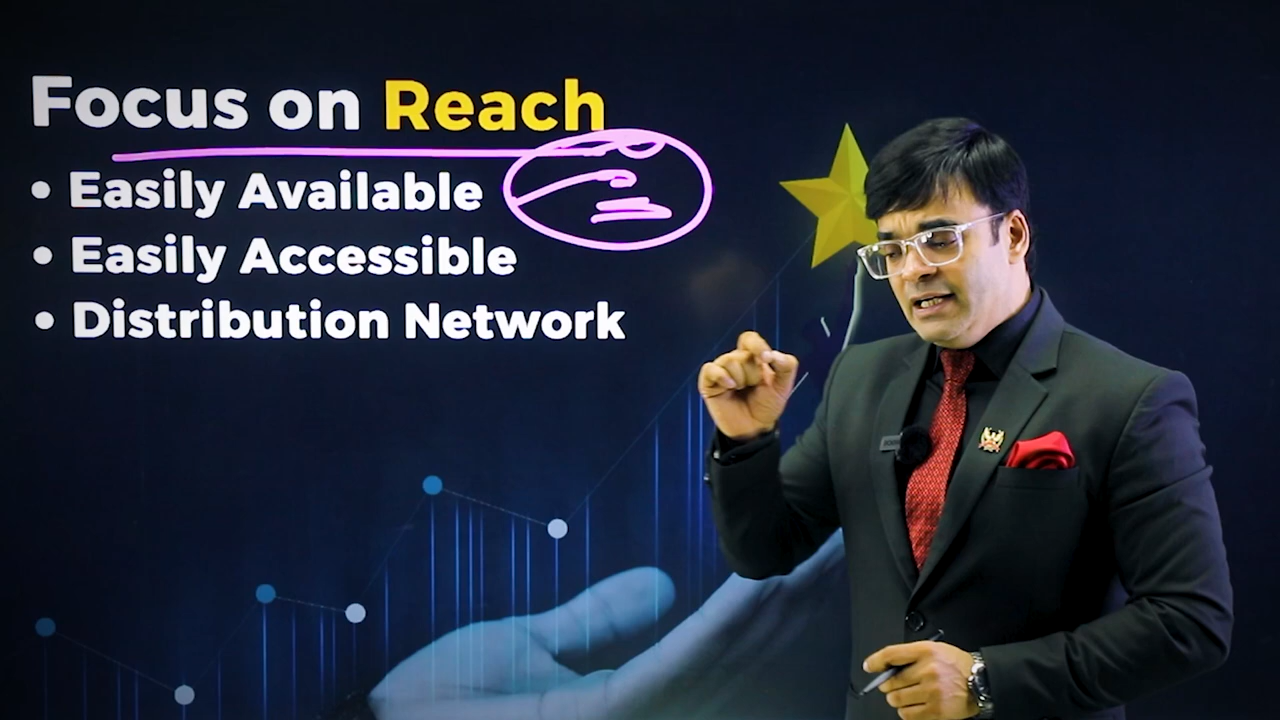 Focus on Reach
• Easily Available
• Easily Accessible
• Distribution Network